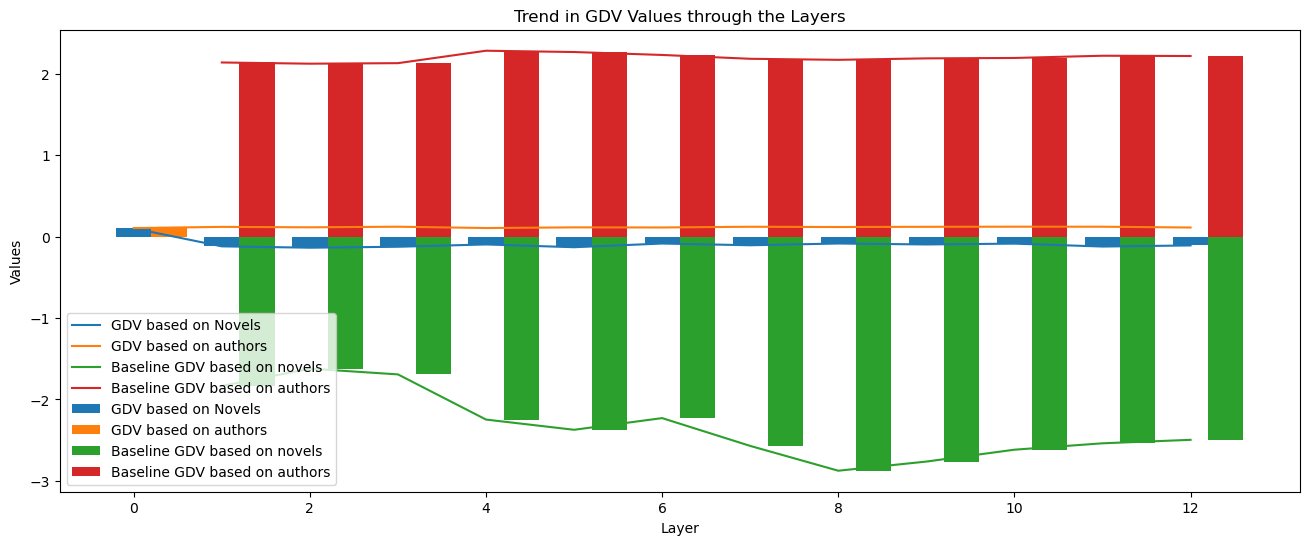 Trend in GDV Values through the Layers
Values
2
1
0
−1
−2
−3
GDV based on Novels
GDV based on authors
Baseline GDV based on novels
Baseline GDV based on authors
GDV based on Novels
GDV based on authors
Baseline GDV based on novels
Baseline GDV based on authors
0 2 4 6 8 10 12
Layer